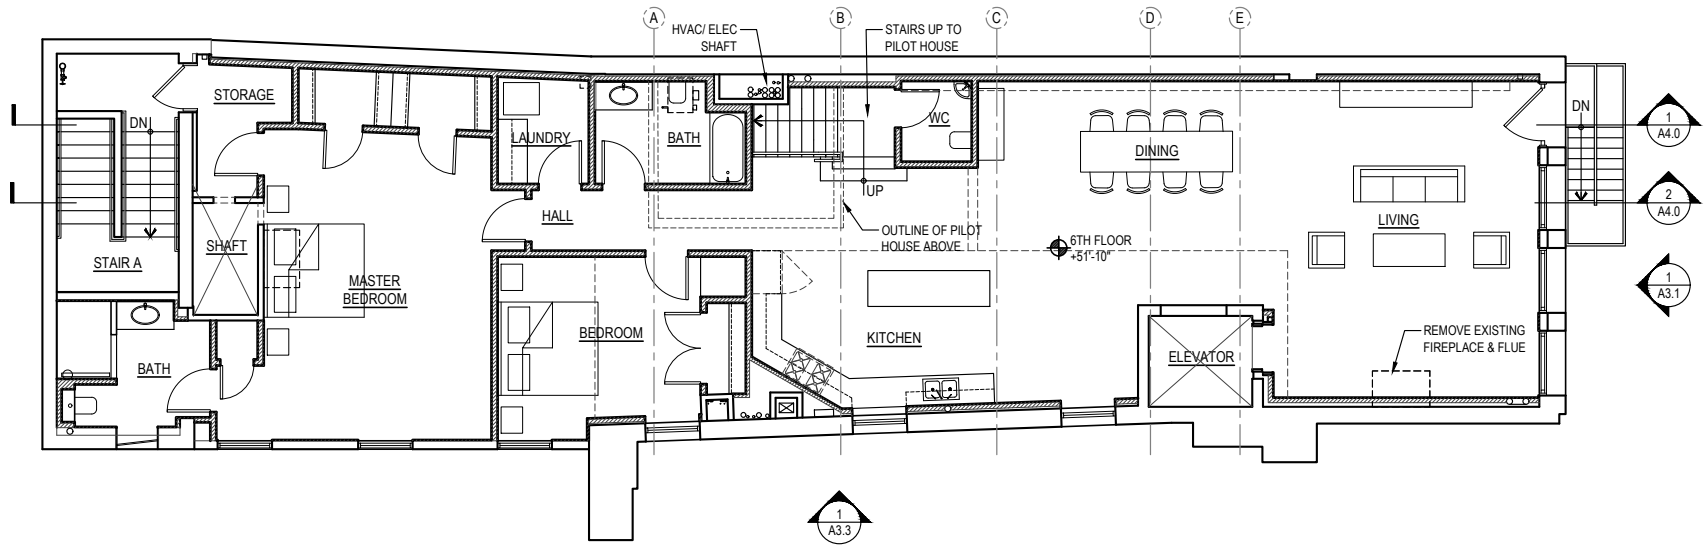 A
B
C
D
E
HVAC/ ELEC
SHAFT
STAIRS UP TO
PILOT HOUSE
STORAGE
DN
LAUNDRY
BATH
WC
DINING
DN
1
A4.0
UP
HALL
OUTLINE OF PILOT
HOUSE ABOVE
LIVING
2
A4.0
SHAFT
STAIR A
MASTER
BEDROOM
6TH FLOOR
+51'-10"
1
A3.1
BEDROOM
KITCHEN
REMOVE EXISTING
FIREPLACE & FLUE
ELEVATOR
BATH
1
A3.3